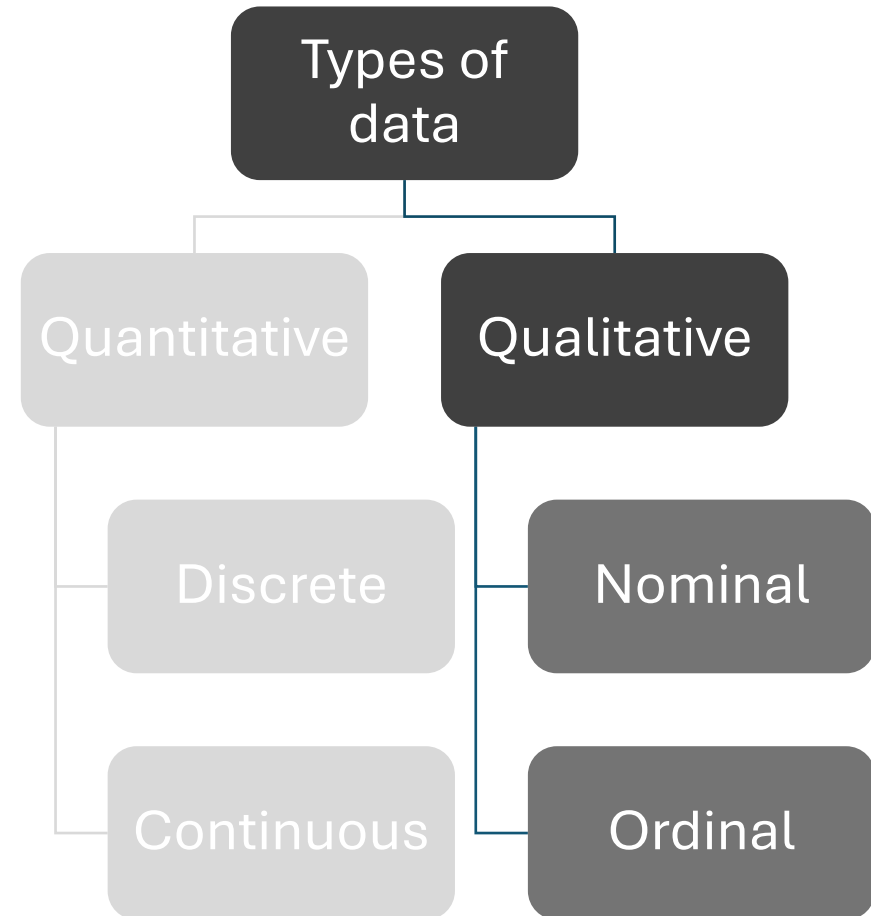 Types of
data
Quantitative
Qualitative
Discrete
Nominal
Continuous
Ordinal